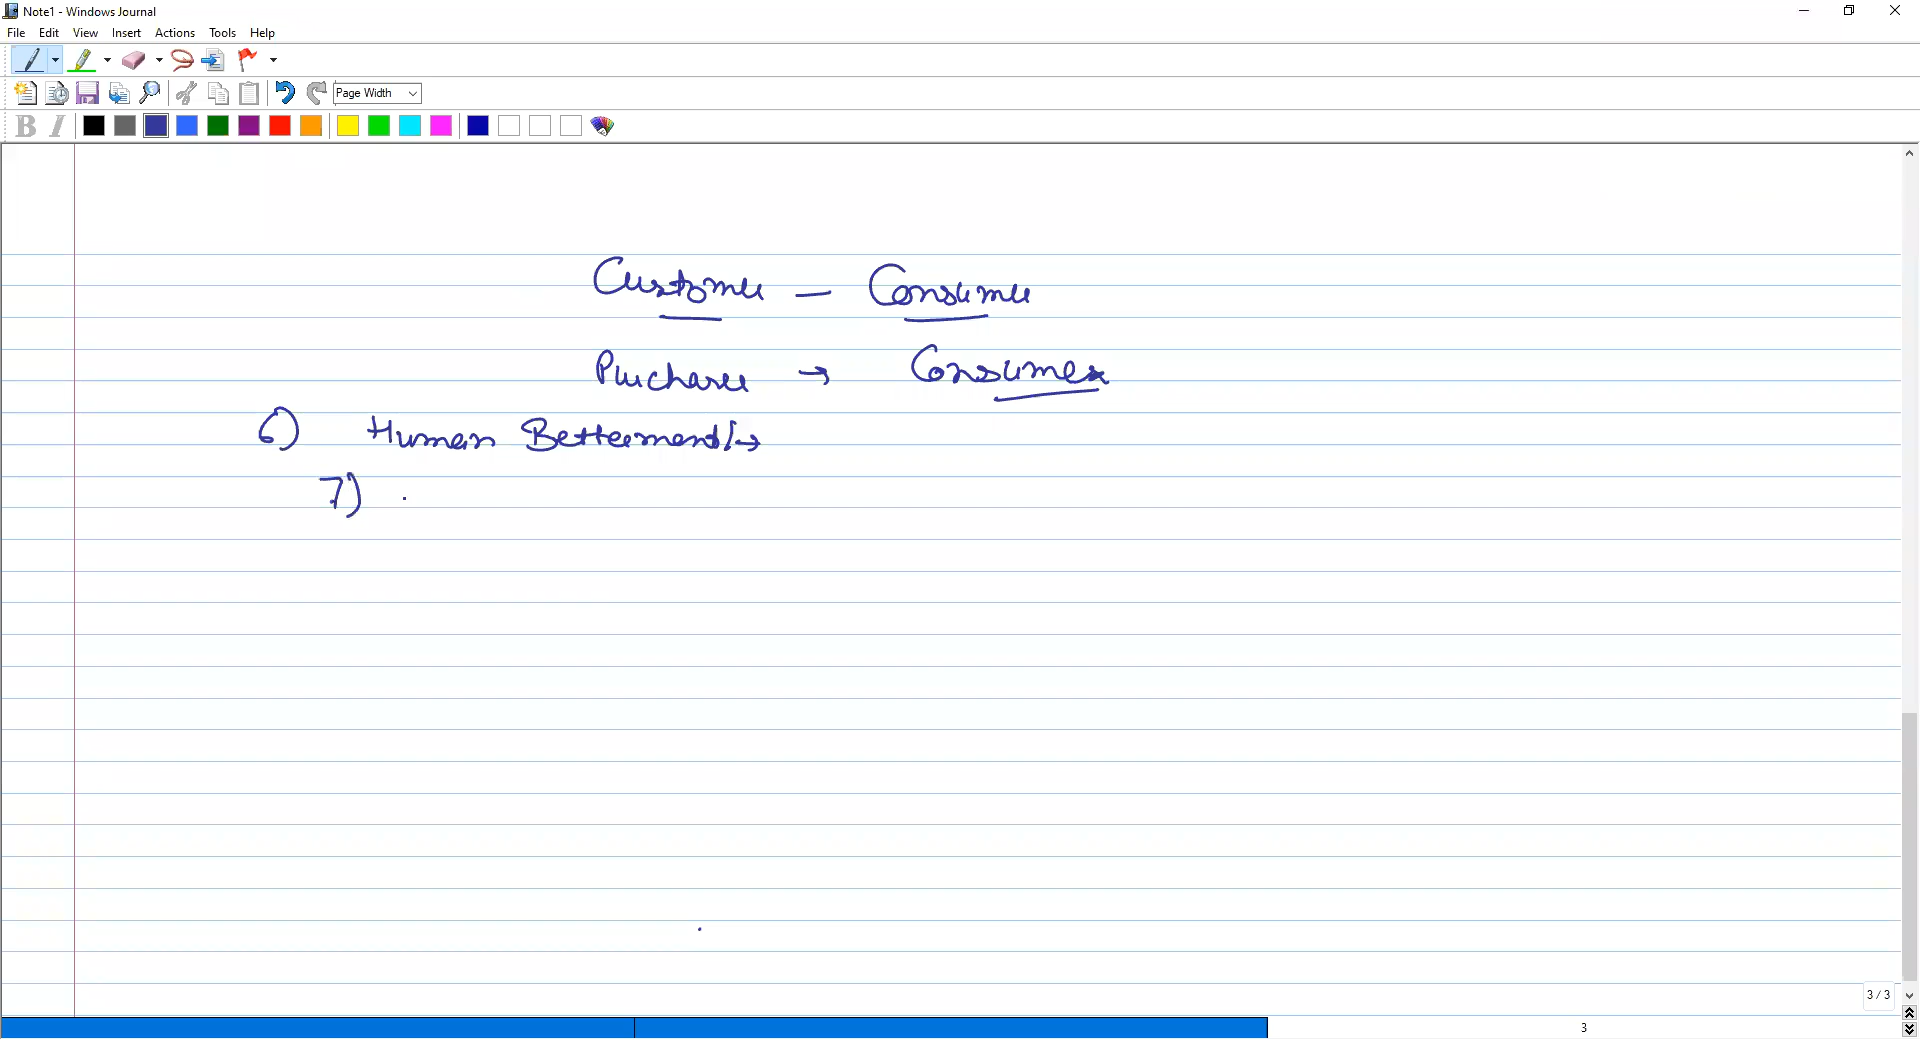 Note1 - Windows Journal
File Edit View Insert Actions Tools Help
Page Width
B I
Customer – Consumer
Purchaser → Consumer
6) Human Betterment/→
7) .
3 / 3
3